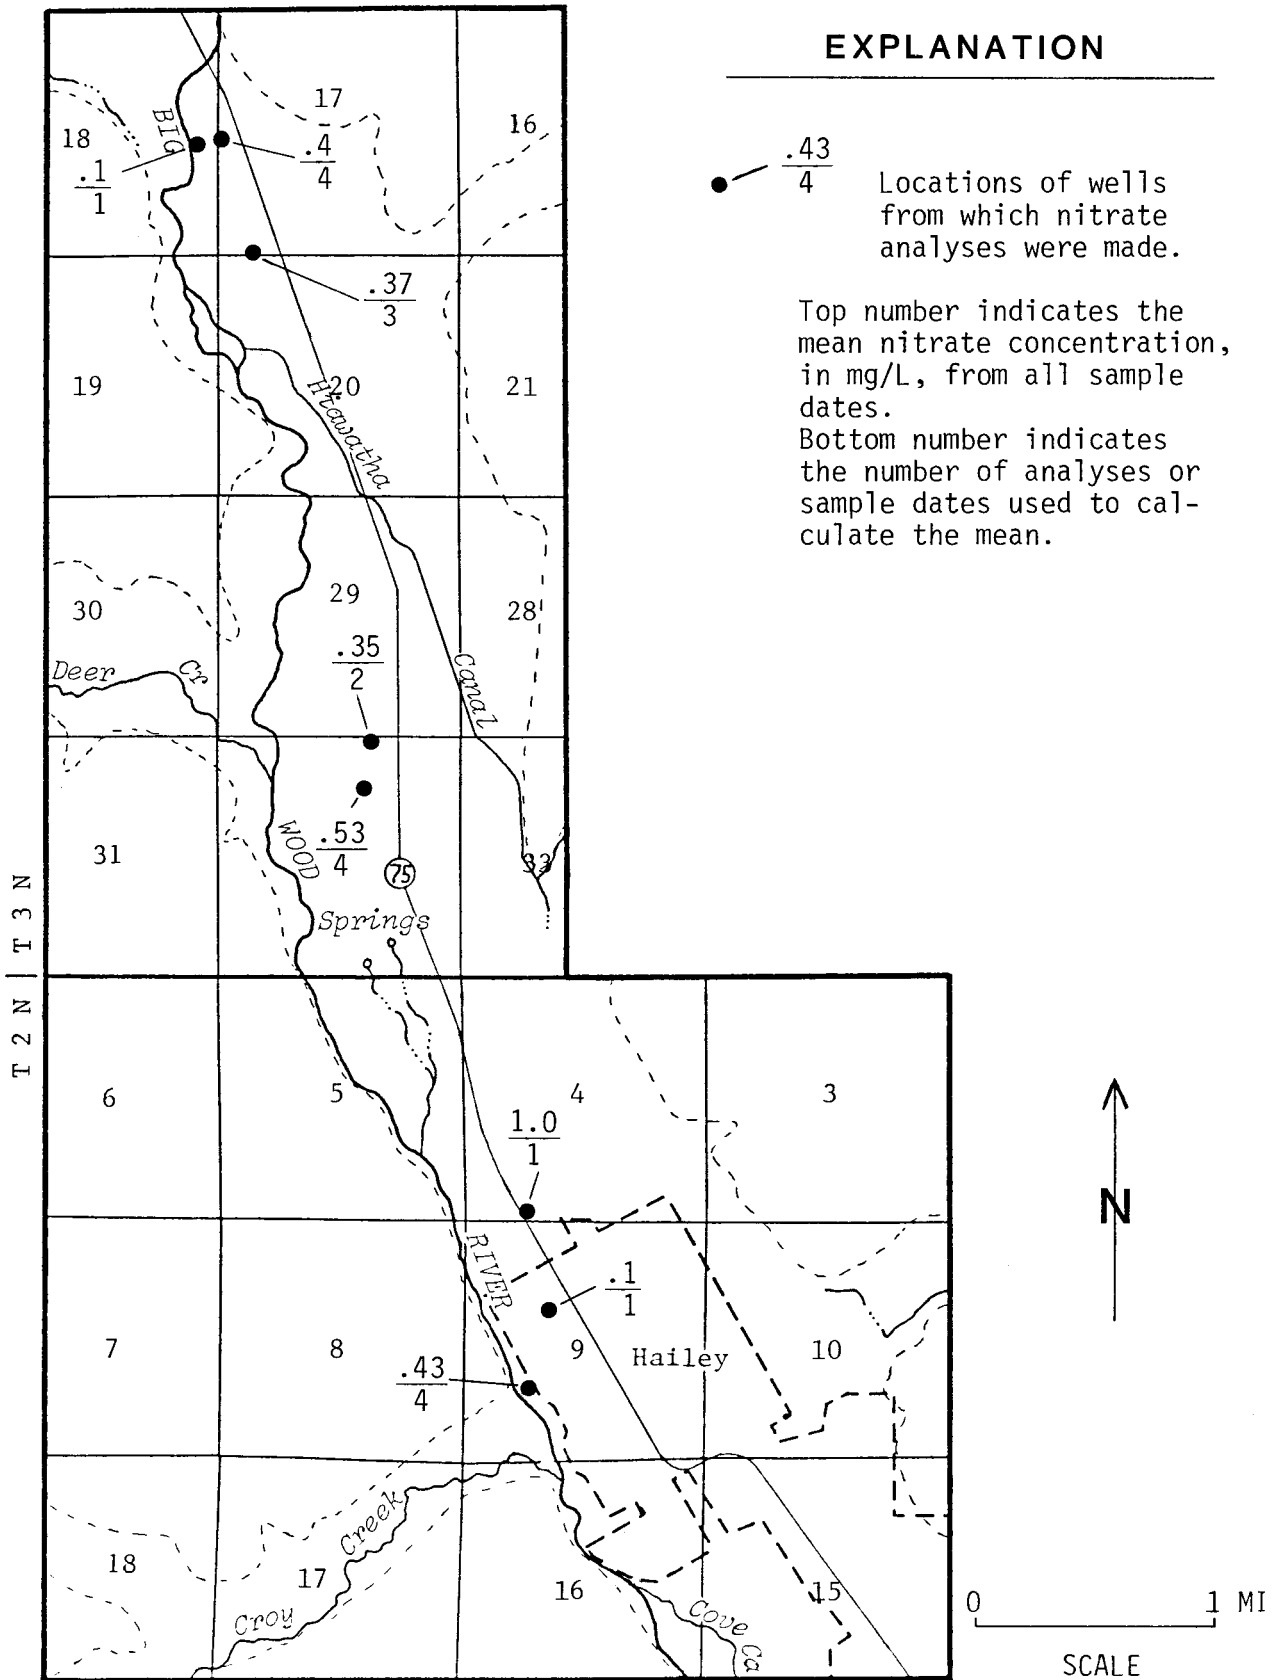 EXPLANATION
.43
4
Locations of wells
from which nitrate
analyses were made.
Top number indicates the
mean nitrate concentration,
in mg/L, from all sample
dates.
Bottom number indicates
the number of analyses or
sample dates used to cal-
culate the mean.
17
16
18
BIG
.1
1
.4
4
.37
3
19
20
21
Hiawatha
29
30
28
.35
2
Deer Cr
Canal
.53
4
WOOD
31
75
33
Springs
T 3 N
T 2 N
6
5
4
3
1.0
1
N
RIVER
.1
1
7
8
9
Hailey
10
.43
4
Creek
18
17
16
15
Croy
Cove Ca
0
1 MI
SCALE